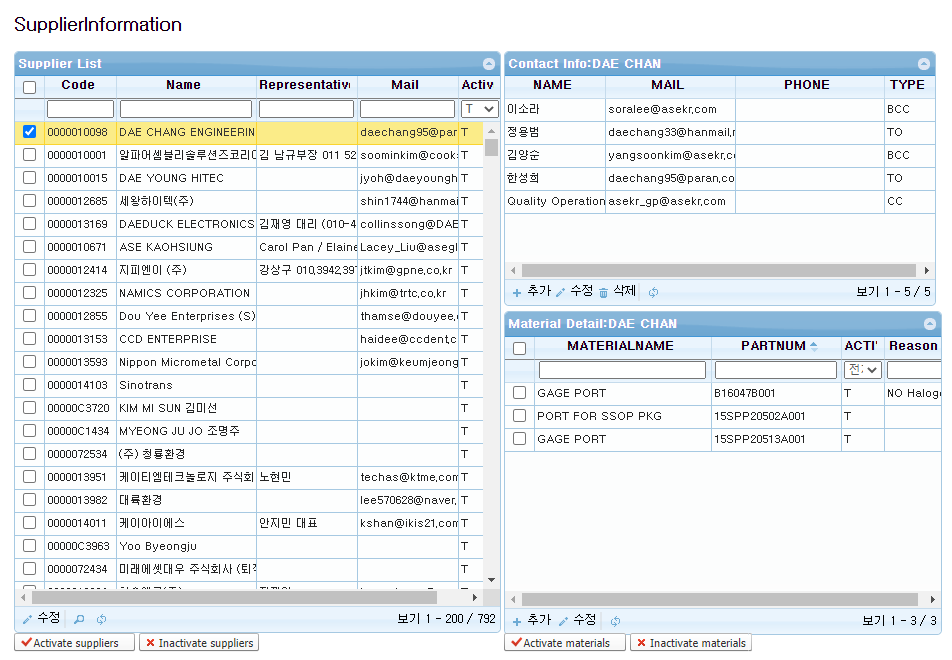 SupplierInformation
Supplier List
Code Name Representative Mail Activ
T
0000010098 DAE CHANG ENGINEERIN daechang95@par T
0000010001 알파어셈블리솔루션즈코리아 김 남규부장 011 52 soominkim@cooks T
0000010015 DAE YOUNG HITEC jyoh@daeyoungh T
0000012685 세왕하이텍(주) shin1744@hanmai T
0000013169 DAEDUCK ELECTRONICS 김재영 대리 (010-4 collinssong@DAE T
0000010671 ASE KAOHSIUNG Carol Pan / Elaine Lacey_Liu@asegl T
0000012414 지피엔이 (주) 강상구 010,3942,397 jtkim@gpne,co,kr T
0000012325 NAMICS CORPORATION jhkim@trtc,co,kr T
0000012855 Dou Yee Enterprises (S) thamse@douyee, T
0000013153 CCD ENTERPRISE haidee@ccdent,c T
0000013593 Nippon Micrometal Corpo jokim@keumjeong T
0000014103 Sinotrans T
00000C3720 KIM MI SUN 김미선 T
00000C1434 MYEONG JU JO 조명주 T
0000072534 (주) 청룡환경 T
0000013951 케이티엠테크놀로지 주식회 노현민 techas@ktme,com T
0000013982 대륙환경 lee570628@naver, T
0000014011 케이아이에스 안지민 대표 kshan@ikis21,com T
00000C3963 Yoo Byeongju T
0000072434 미래에셋대우 주식회사 (퇴직 T
수정 보기 1 - 200 / 792
Activate suppliers Inactivate suppliers
Contact Info:DAE CHAN
NAME MAIL PHONE TYPE
이소라 soralee@asekr,com BCC
정용범 daechang33@hanmail,r TO
김양순 yangsoonkim@asekr,co BCC
한성희 daechang95@paran,co TO
Quality Operation asekr_gp@asekr,com CC
추가 수정 삭제 보기 1 - 5 / 5
Material Detail:DAE CHAN
MATERIALNAME PARTNUM ACTI' Reason
전
GAGE PORT B16047B001 T NO Haloge
PORT FOR SSOP PKG 15SPP20502A001 T
GAGE PORT 15SPP20513A001 T
추가 수정 보기 1 - 3 / 3
Activate materials Inactivate materials